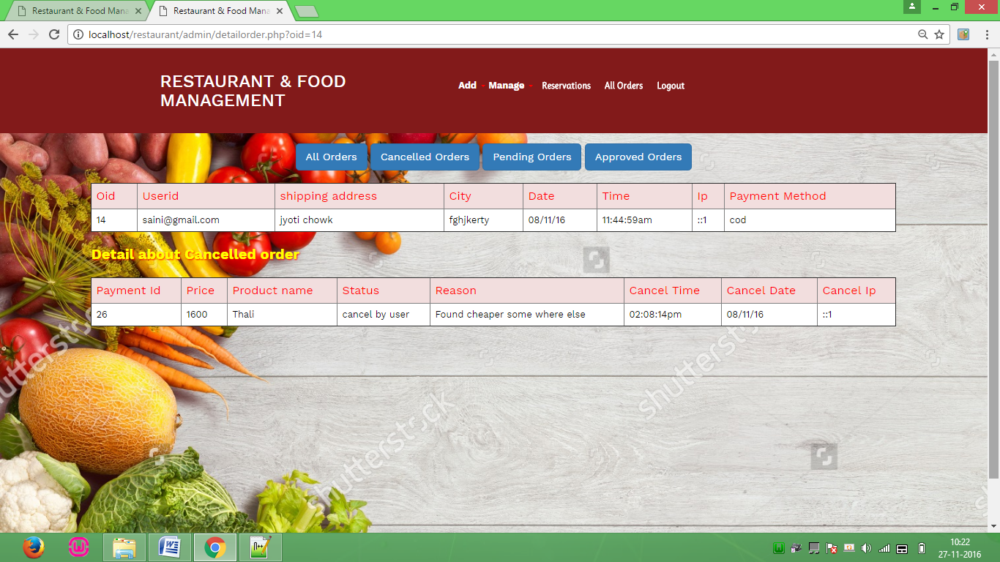 Restaurant & Food Mana
Restaurant & Food Mana
localhost/restaurant/admin/detailorder.php?oid=14
RESTAURANT & FOOD
MANAGEMENT
Add Manage Reservations All Orders Logout
All Orders Cancelled Orders Pending Orders Approved Orders
Oid Userid shipping address City Date Time Ip Payment Method
14 saini@gmail.com jyoti chowk fghjkerty 08/11/16 11:44:59am ::1 cod
Detail about Cancelled order
Payment Id Price Product name Status Reason Cancel Time Cancel Date Cancel Ip
26 1600 Thali cancel by user Found cheaper some where else 02:08:14pm 08/11/16 ::1
shutterstock
shutterstock
shutterstock
10:22
27-11-2016